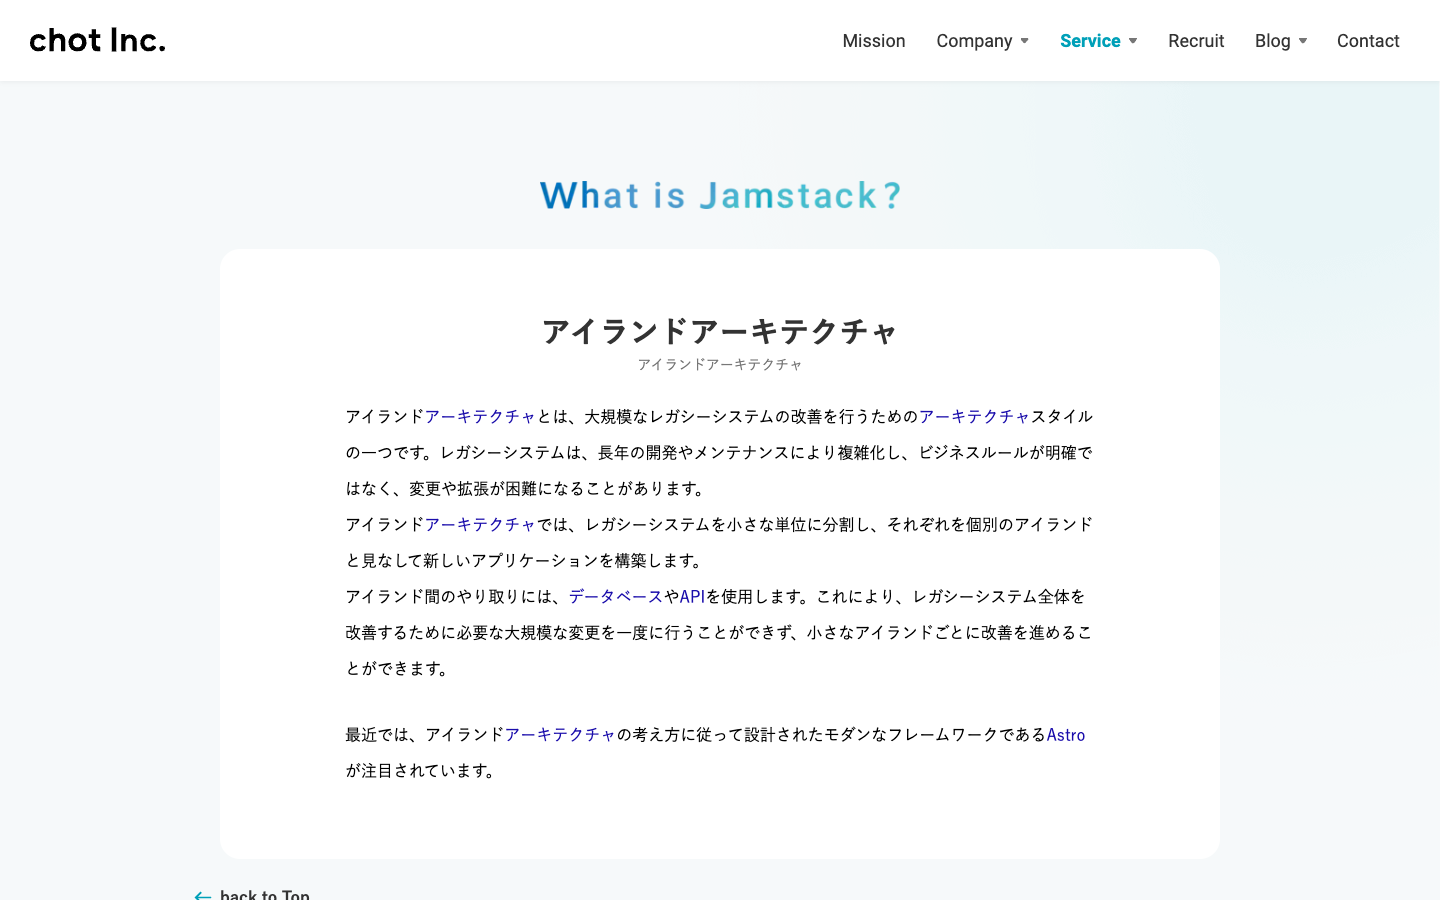 chot Inc.
Mission Company Service Recruit Blog Contact
What is Jamstack?
アイランドアーキテクチャ
アイランドアーキテクチャ
アイランドアーキテクチャとは、大規模なレガシーシステムの改善を行うためのアーキテクチャスタイル
の一つです。レガシーシステムは、長年の開発やメンテナンスにより複雑化し、ビジネスルールが明確で
はなく、変更や拡張が困難になることがあります。
アイランドアーキテクチャでは、レガシーシステムを小さな単位に分割し、それぞれを個別のアイランド
と見なして新しいアプリケーションを構築します。
アイランド間のやり取りには、データベースやAPIを使用します。これにより、レガシーシステム全体を
改善するために必要な大規模な変更を一度に行うことができず、小さなアイランドごとに改善を進めるこ
とができます。
最近では、アイランドアーキテクチャの考え方に従って設計されたモダンなフレームワークであるAstro
が注目されています。
back to Top